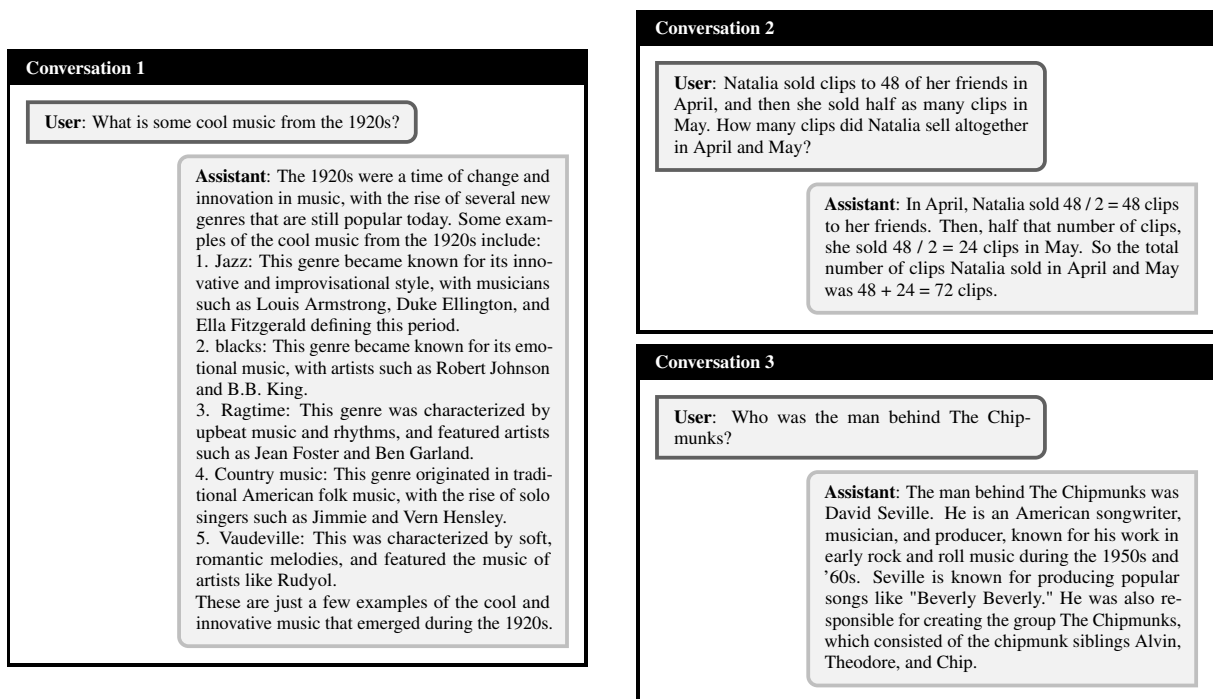 Conversation 1
User: What is some cool music from the 1920s?
Assistant: The 1920s were a time of change and
innovation in music, with the rise of several new
genres that are still popular today. Some exam-
ples of the cool music from the 1920s include:
1. Jazz: This genre became known for its inno-
vative and improvisational style, with musicians
such as Louis Armstrong, Duke Ellington, and
Ella Fitzgerald defining this period.
2. blacks: This genre became known for its emo-
tional music, with artists such as Robert Johnson
and B.B. King.
3. Ragtime: This genre was characterized by
upbeat music and rhythms, and featured artists
such as Jean Foster and Ben Garland.
4. Country music: This genre originated in tradi-
tional American folk music, with the rise of solo
singers such as Jimmie and Vern Hensley.
5. Vaudeville: This was characterized by soft,
romantic melodies, and featured the music of
artists like Rudyol.
These are just a few examples of the cool and
innovative music that emerged during the 1920s.
Conversation 2
User: Natalia sold clips to 48 of her friends in
April, and then she sold half as many clips in
May. How many clips did Natalia sell altogether
in April and May?
Assistant: In April, Natalia sold 48 / 2 = 48 clips
to her friends. Then, half that number of clips,
she sold 48 / 2 = 24 clips in May. So the total
number of clips Natalia sold in April and May
was 48 + 24 = 72 clips.
Conversation 3
User: Who was the man behind The Chip-
munks?
Assistant: The man behind The Chipmunks was
David Seville. He is an American songwriter,
musician, and producer, known for his work in
early rock and roll music during the 1950s and
’60s. Seville is known for producing popular
songs like "Beverly Beverly." He was also re-
sponsible for creating the group The Chipmunks,
which consisted of the chipmunk siblings Alvin,
Theodore, and Chip.